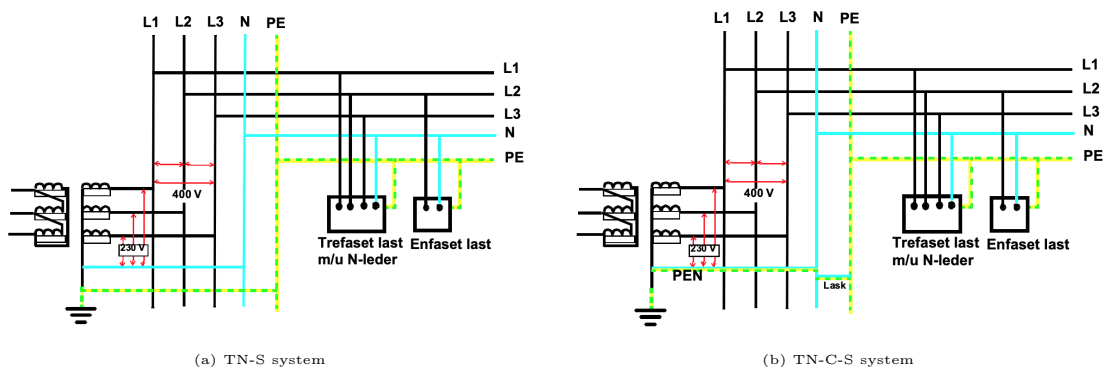 L1 L2 L3 N PE
L1
L2
L3
N
PE
400 V
230 V
Trefaset last
m/u N-leder
Enfaset last
(a) TN-S system
L1 L2 L3 N PE
L1
L2
L3
N
PE
400 V
230 V
PEN
Lask
Trefaset last
m/u N-leder
Enfaset last
(b) TN-C-S system